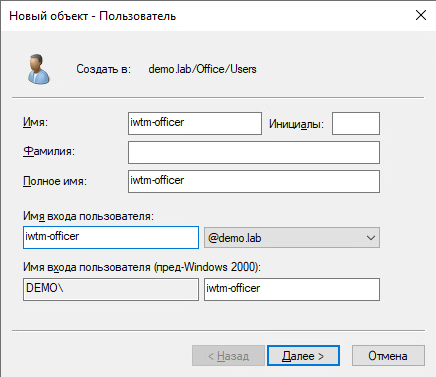 Новый объект - Пользователь
Создать в: demo.lab/Office/Users
Имя: iwtm-officer Инициалы:
Фамилия:
Полное имя: iwtm-officer
Имя входа пользователя:
iwtm-officer @demo.lab
Имя входа пользователя (пред-Windows 2000):
DEMO\ iwtm-officer
< Назад Далее > Отмена